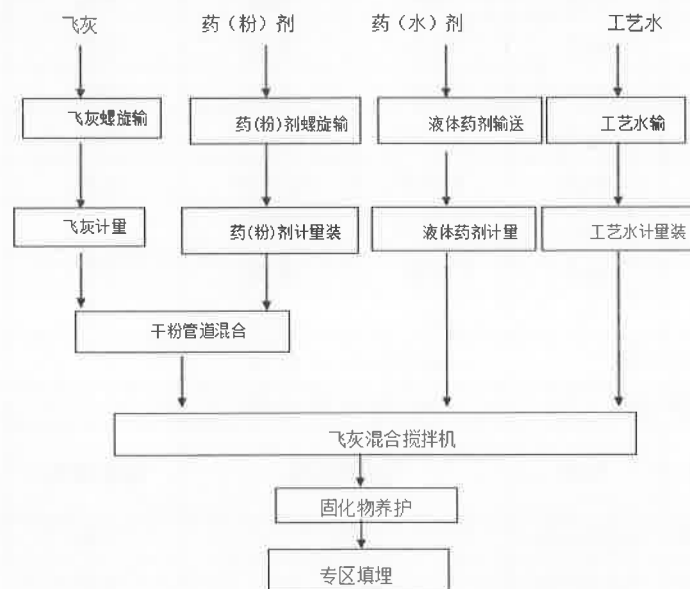 飞灰
药（粉）剂
药（水）剂
工艺水
飞灰螺旋输
药(粉)剂螺旋输
液体药剂输送
工艺水输
飞灰计量
药(粉)剂计量装
液体药剂计量
工艺水计量装
干粉管道混合
飞灰混合搅拌机
固化物养护
专区填埋